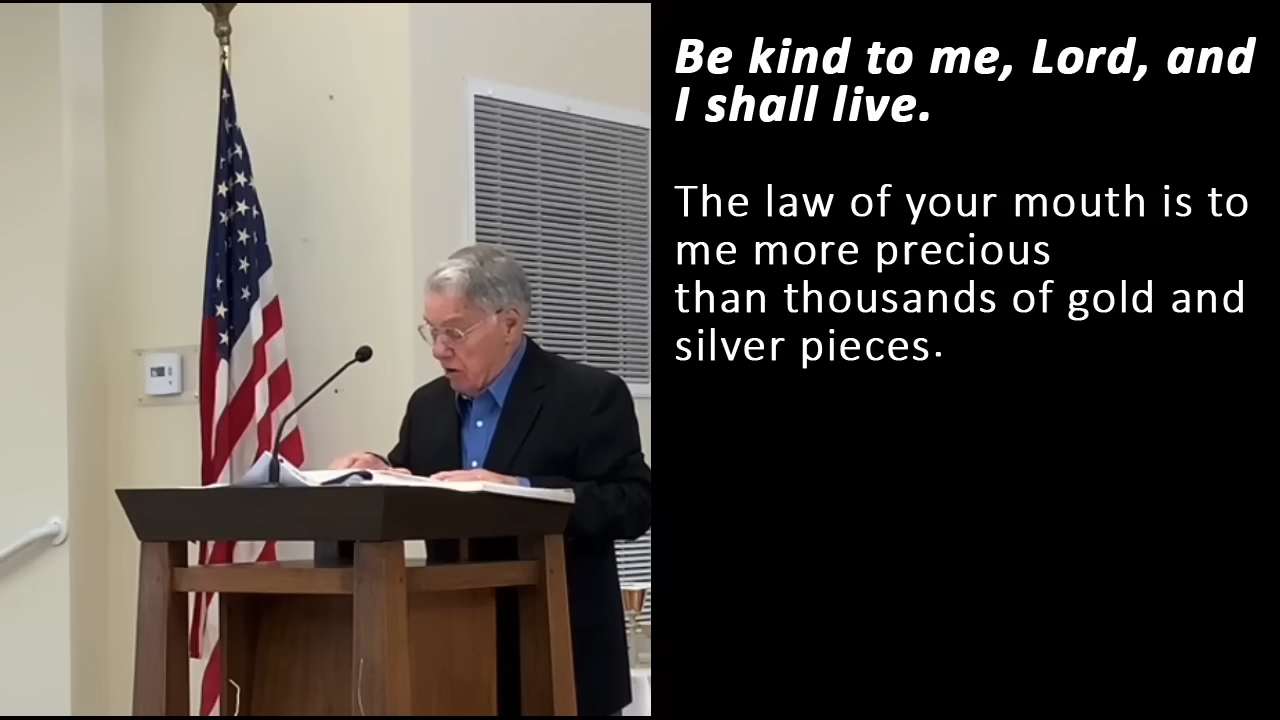 Be kind to me, Lord, and
I shall live.
The law of your mouth is to
me more precious
than thousands of gold and
silver pieces.